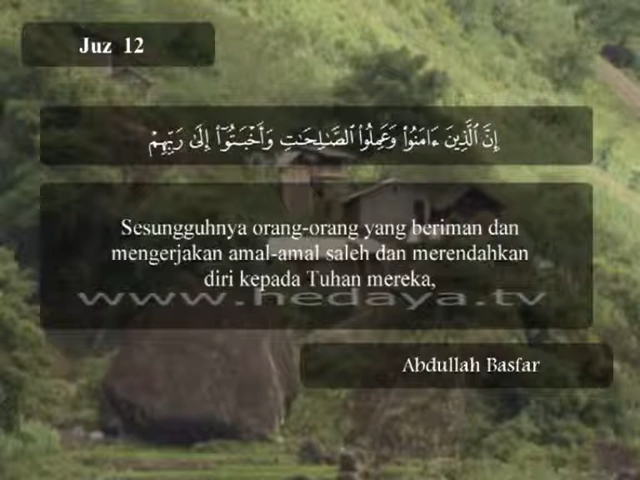 Juz 12
إِنَّ ٱلَّذِينَ ءَامَنُوا۟ وَعَمِلُوا۟ ٱلصَّـٰلِحَـٰتِ وَأَخْبَتُوٓا۟ إِلَىٰ رَبِّهِمْ
Sesungguhnya orang-orang yang beriman dan
mengerjakan amal-amal saleh dan merendahkan
diri kepada Tuhan mereka,
www.hedaya.tv
Abdullah Basfar